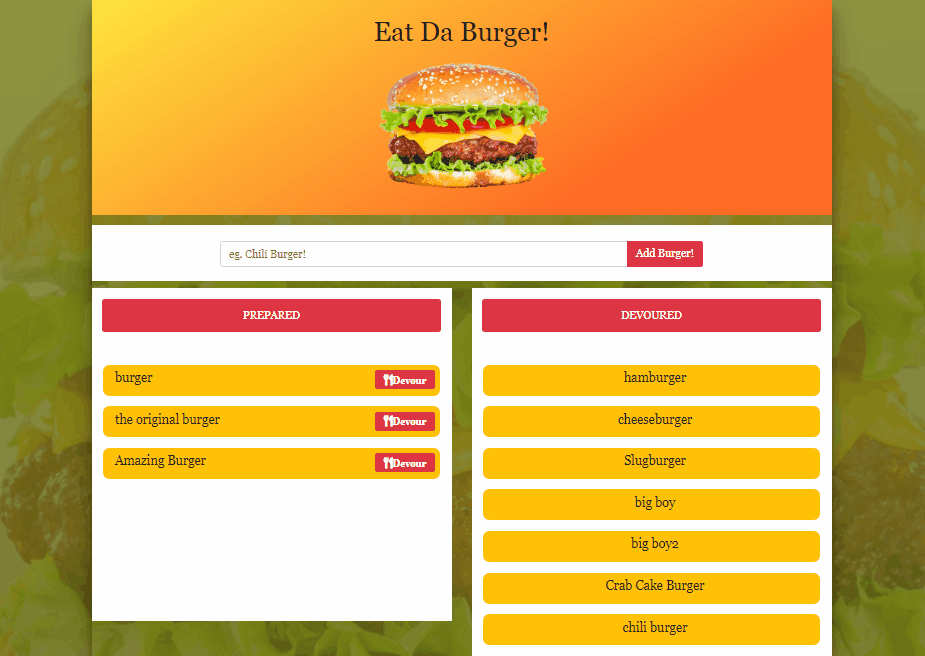 Eat Da Burger!
eg. Chili Burger!
Add Burger!
PREPARED
burger
Devour
the original burger
Devour
Amazing Burger
Devour
DEVOURED
hamburger
cheeseburger
Slugburger
big boy
big boy2
Crab Cake Burger
chili burger